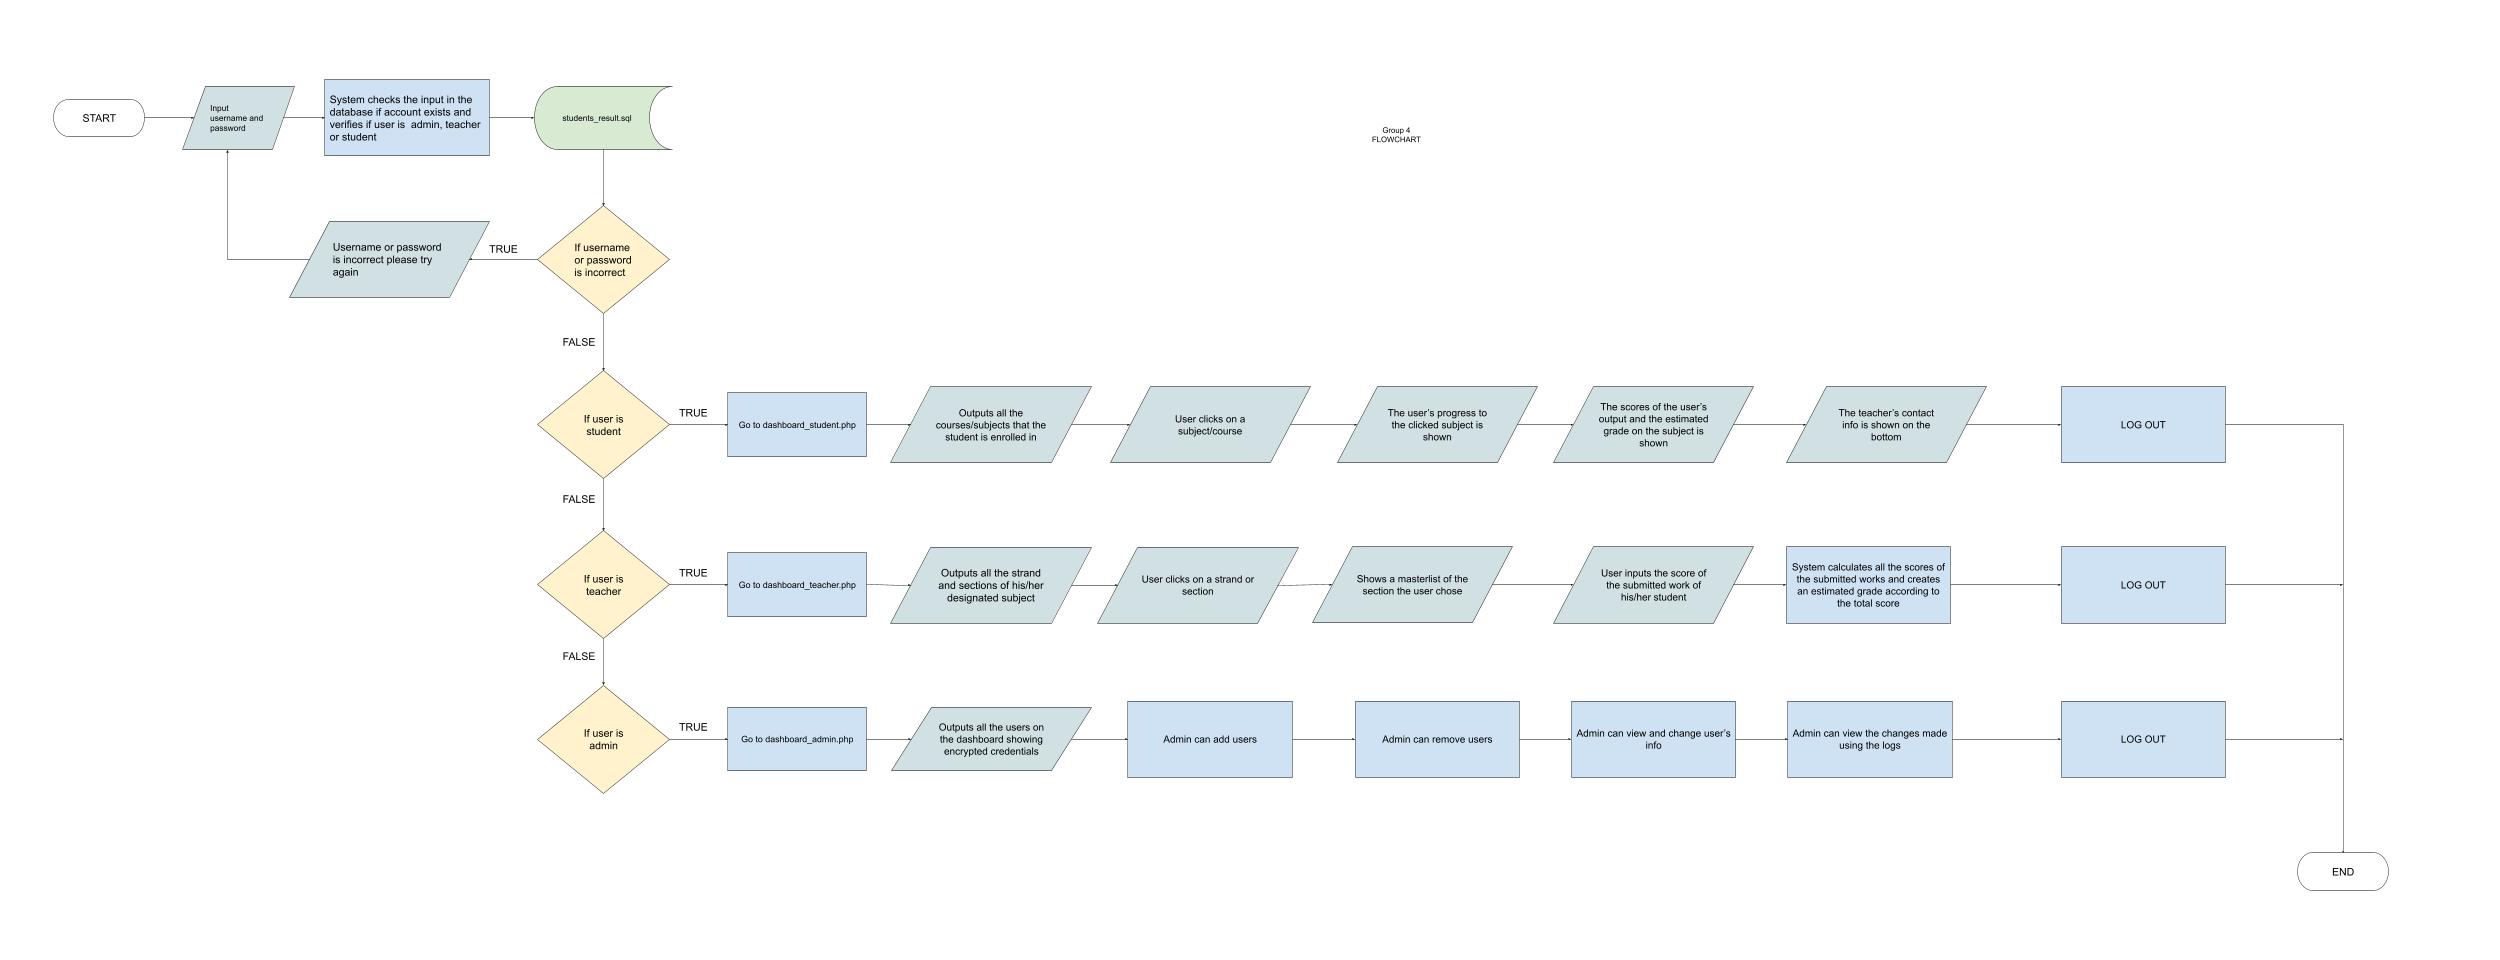 START
Input
username and
password
System checks the input in the
database if account exists and
verifies if user is  admin, teacher
or student
students_result.sql
Group 4
FLOWCHART
Username or password
is incorrect please try
again
TRUE
If username
or password
is incorrect
FALSE
If user is
student
TRUE
Go to dashboard_student.php
Outputs all the
courses/subjects that the
student is enrolled in
User clicks on a
subject/course
The user’s progress to
the clicked subject is
shown
The scores of the user’s
output and the estimated
grade on the subject is
shown
The teacher’s contact
info is shown on the
bottom
LOG OUT
FALSE
If user is
teacher
TRUE
Go to dashboard_teacher.php
Outputs all the strand
and sections of his/her
designated subject
User clicks on a strand or
section
Shows a masterlist of the
section the user chose
User inputs the score of
the submitted work of
his/her student
System calculates all the scores of
the submitted works and creates
an estimated grade according to
the total score
LOG OUT
FALSE
If user is
admin
TRUE
Go to dashboard_admin.php
Outputs all the users on
the dashboard showing
encrypted credentials
Admin can add users
Admin can remove users
Admin can view and change user’s
info
Admin can view the changes made
using the logs
LOG OUT
END